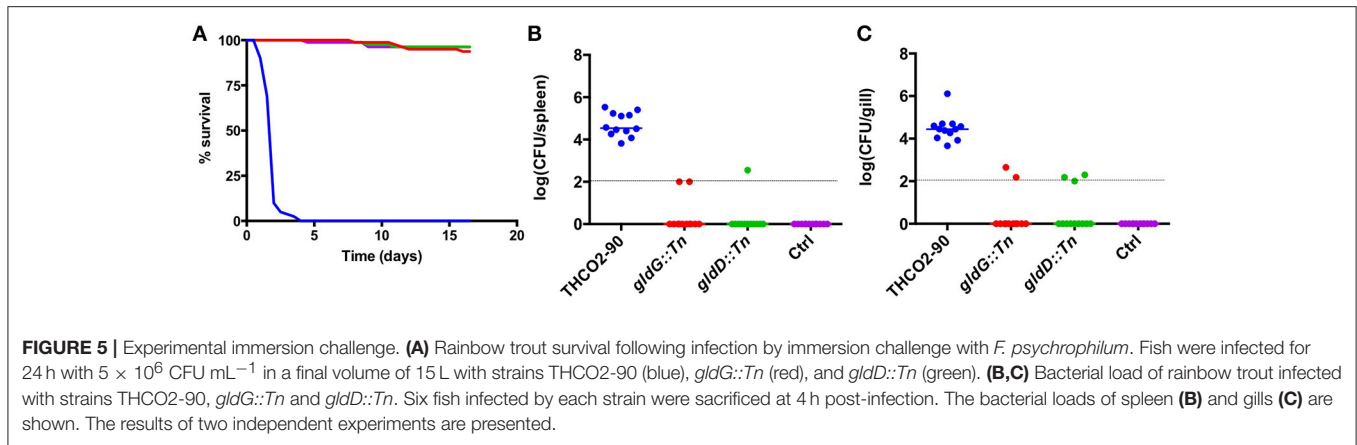 A
B
C
100
75
50
25
0
% survival
0 5 10 15 20
Time (days)
8
6
4
2
0
log(CFU/spleen)
THCO2-90
gldG::Tn
gldD::Tn
Ctrl
8
6
4
2
0
log(CFU/gill)
THCO2-90
gldG::Tn
gldD::Tn
Ctrl
FIGURE 5 | Experimental immersion challenge. (A) Rainbow trout survival following infection by immersion challenge with F. psychrophilum. Fish were infected for
24 h with 5 × 10⁶ CFU mL⁻¹ in a final volume of 15 L with strains THCO2-90 (blue), gldG::Tn (red), and gldD::Tn (green). (B,C) Bacterial load of rainbow trout infected
with strains THCO2-90, gldG::Tn and gldD::Tn. Six fish infected by each strain were sacrificed at 4 h post-infection. The bacterial loads of spleen (B) and gills (C) are
shown. The results of two independent experiments are presented.